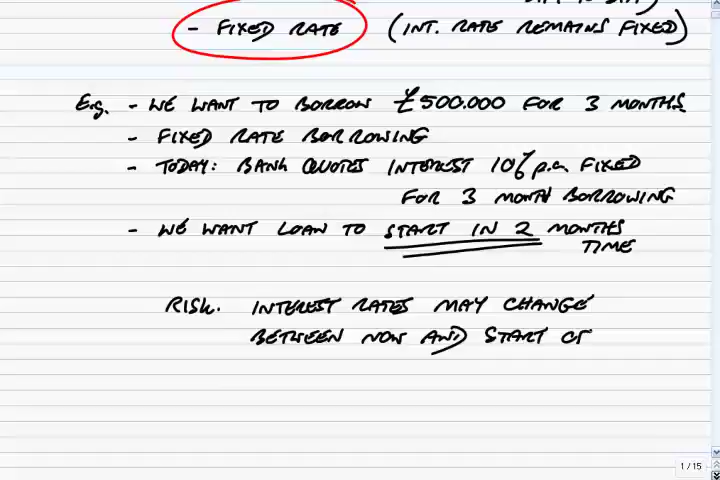 - FIXED RATE (INT. RATE REMAINS FIXED)
E.g. - WE WANT TO BORROW £500.000 FOR 3 MONTHS
- FIXED RATE BORROWING
- TODAY: BANK QUOTES INTEREST 10% p.a. FIXED
FOR 3 MONTH BORROWING
- WE WANT LOAN TO START IN 2 MONTHS
TIME
RISK. INTEREST RATES MAY CHANGE
BETWEEN NOW AND START OF
1 / 15